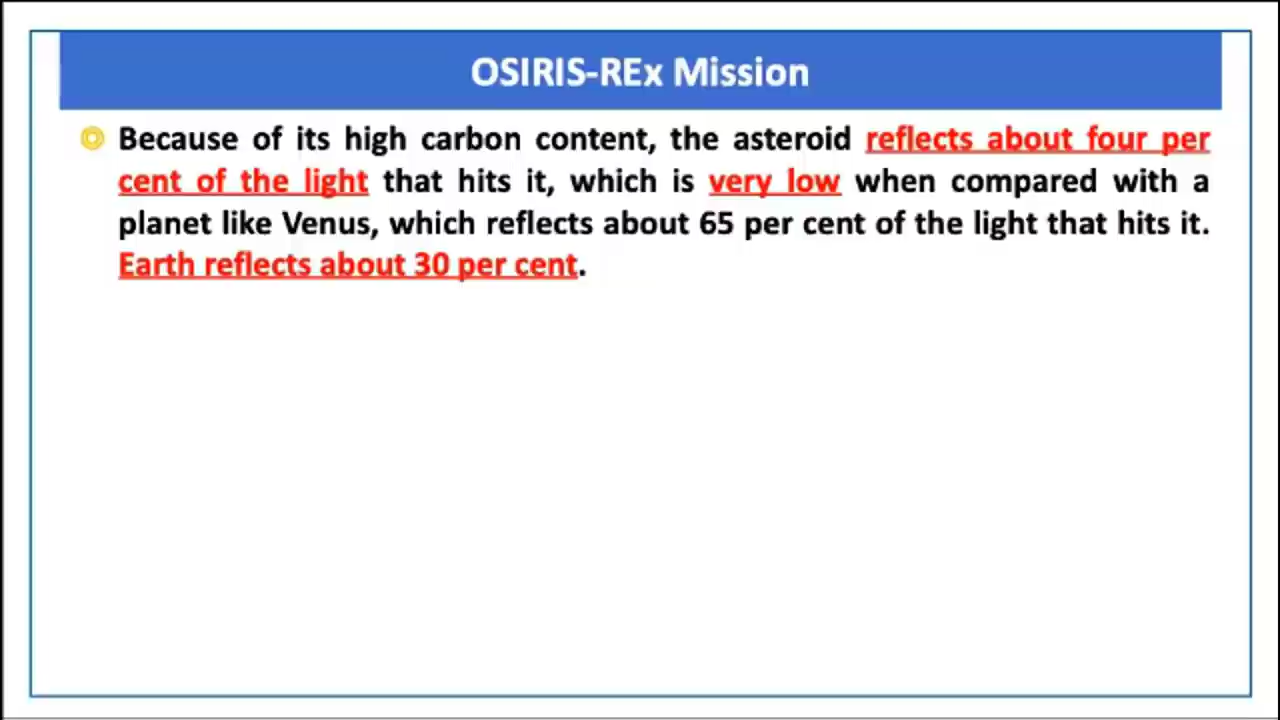 OSIRIS-REx Mission
Because of its high carbon content, the asteroid reflects about four per
cent of the light that hits it, which is very low when compared with a
planet like Venus, which reflects about 65 per cent of the light that hits it.
Earth reflects about 30 per cent.